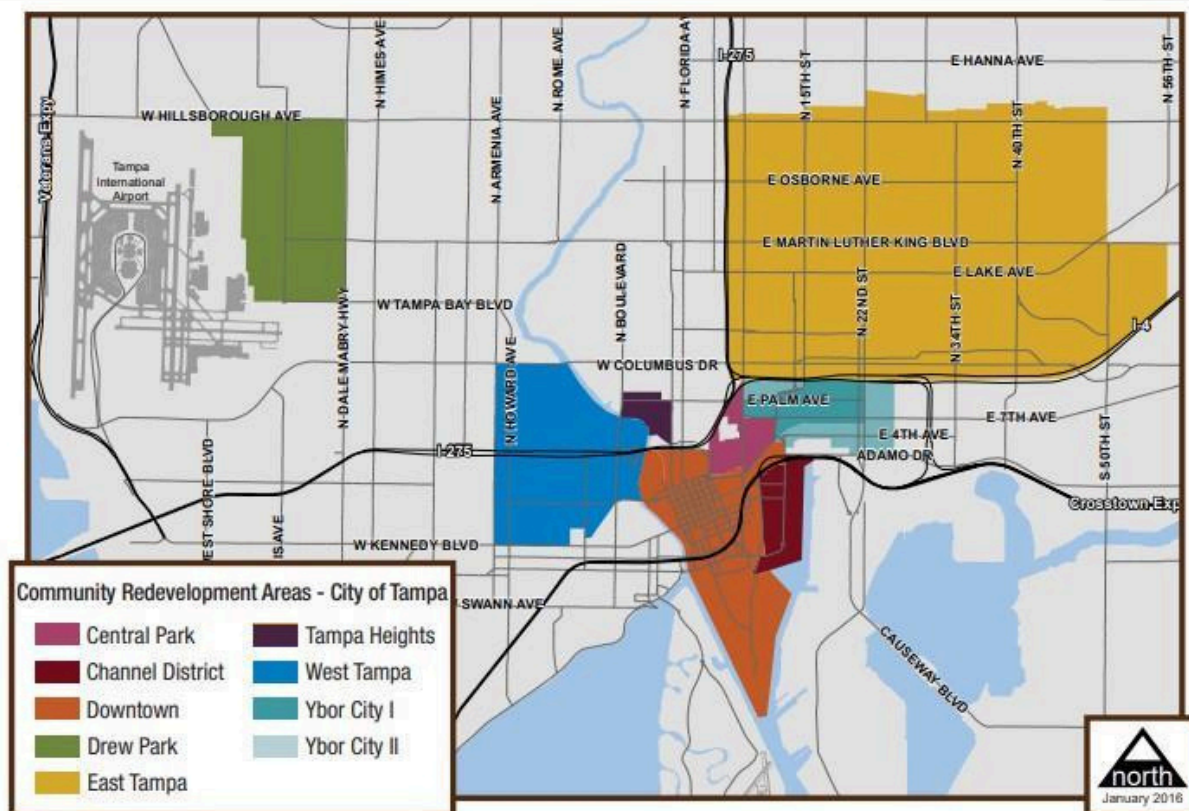 N HIMES AVE
N ROME AVE
N FLORIDA AV
I-275
N 15TH ST
E HANNA AVE
N 56TH ST
Veterans Expy
W HILLSBOROUGH AVE
N ARMENIA AVE
N 40TH ST
Tampa
International
Airport
E OSBORNE AVE
E MARTIN LUTHER KING BLVD
N BOULEVARD
E LAKE AVE
N DALE MABRY HWY
W TAMPA BAY BLVD
N 22ND ST
N 34TH ST
I-4
N HOWARD AVE
W COLUMBUS DR
E PALM AVE
E 7TH AVE
E 4TH AVE
I-275
ADAMO DR
S 50TH ST
EST SHORE BLVD
IS AVE
Crosstown Exp
W KENNEDY BLVD
SWANN AVE
CAUSEWAY BLVD
Community Redevelopment Areas - City of Tampa
Central Park
Channel District
Downtown
Drew Park
East Tampa
Tampa Heights
West Tampa
Ybor City I
Ybor City II
north
January 2016